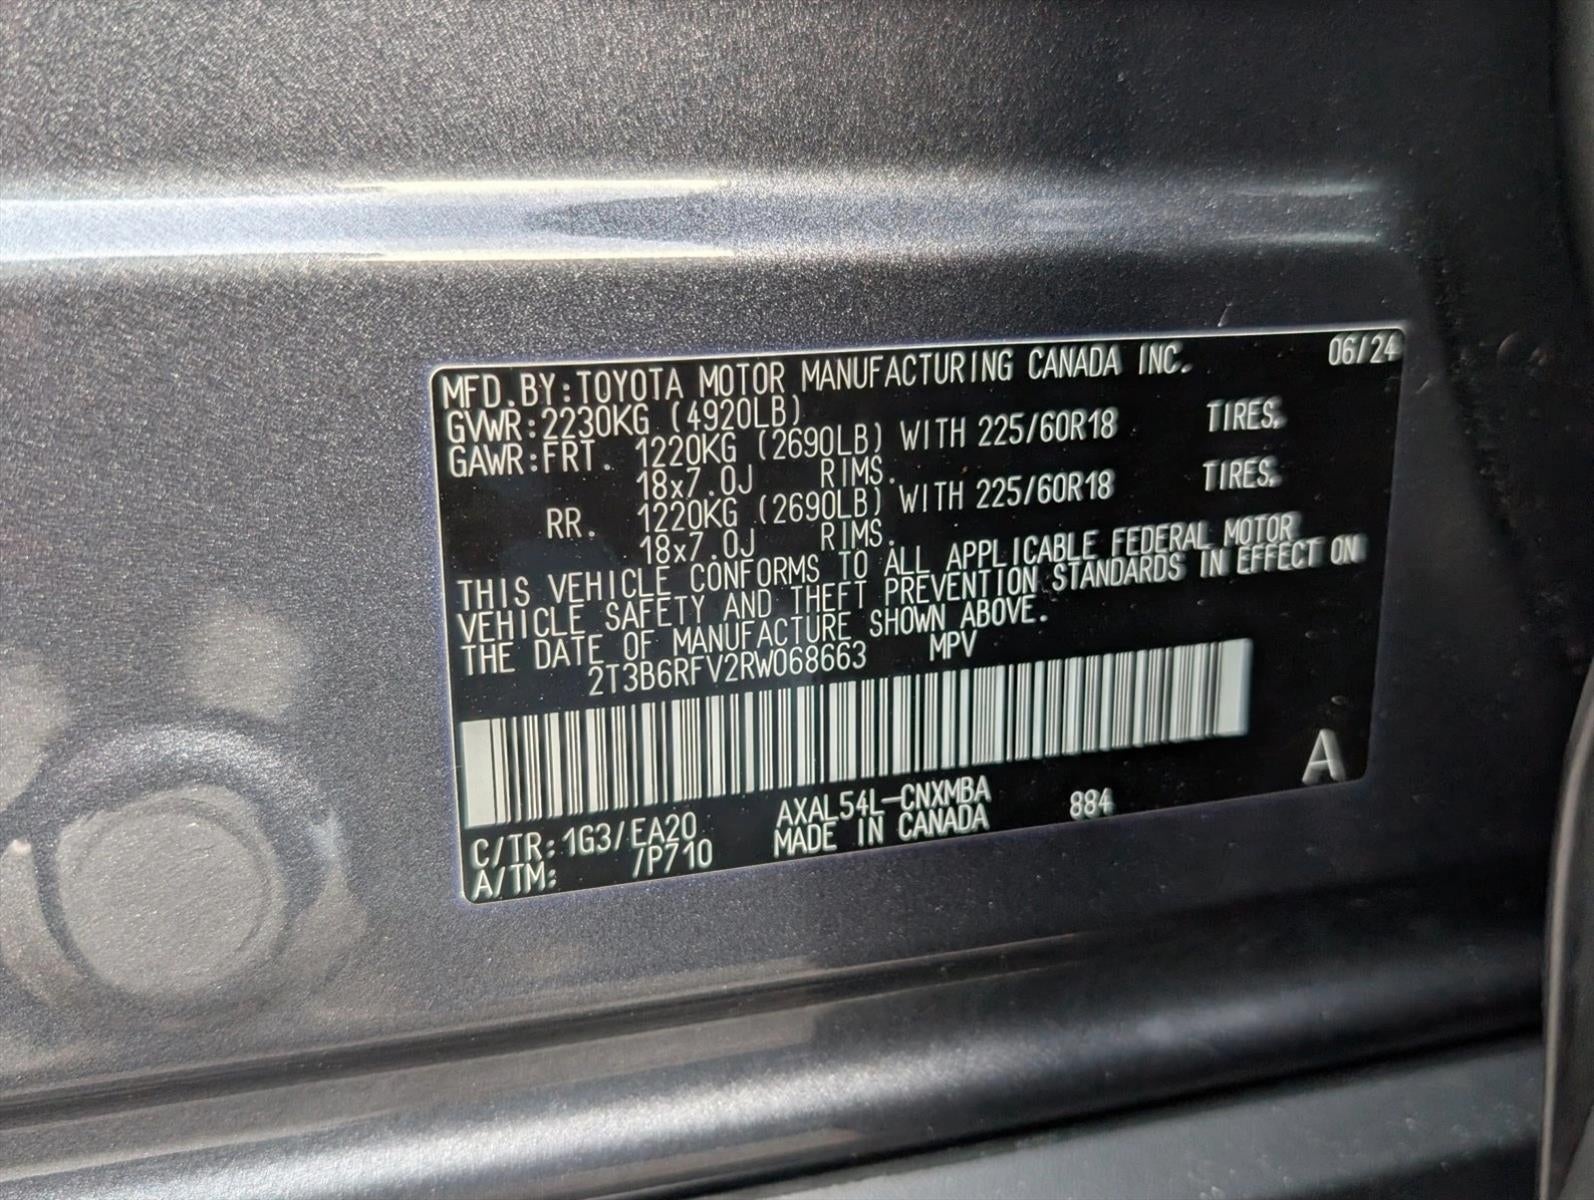 MFD.BY:TOYOTA MOTOR MANUFACTURING CANADA INC. 06/24
GVWR:2230KG (4920LB)
GAWR:FRT. 1220KG (2690LB) WITH 225/60R18 TIRES,
18x7.0J RIMS.
RR. 1220KG (2690LB) WITH 225/60R18 TIRES,
18x7.0J RIMS.
THIS VEHICLE CONFORMS TO ALL APPLICABLE FEDERAL MOTOR
VEHICLE SAFETY AND THEFT PREVENTION STANDARDS IN EFFECT ON
THE DATE OF MANUFACTURE SHOWN ABOVE.
2T3B6RFV2RW068663 MPV
A
C/TR:1G3/EA20 AXAL54L-CNXMBA 884
A/TM: /P710 MADE IN CANADA